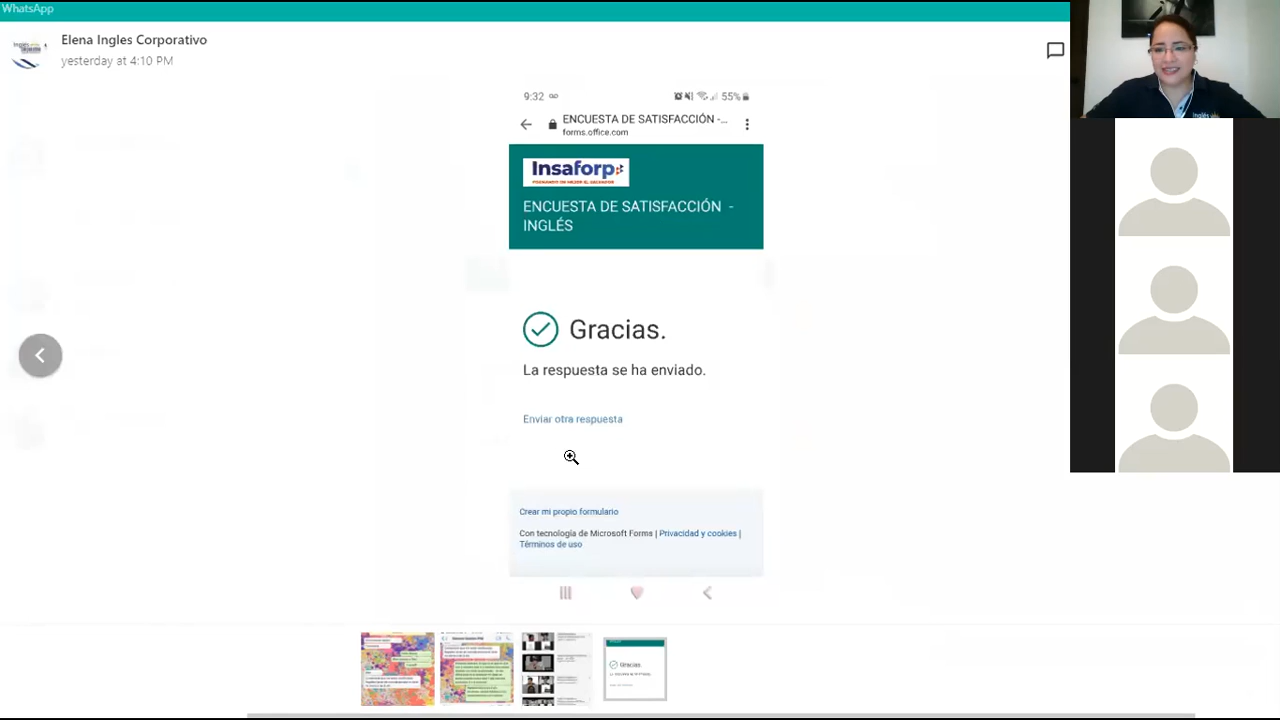 WhatsApp
Elena Ingles Corporativo
yesterday at 4:10 PM
9:32
55%
ENCUESTA DE SATISFACCIÓN -...
forms.office.com
Insaforp
ENCUESTA DE SATISFACCIÓN -
INGLÉS
Gracias.
La respuesta se ha enviado.
Enviar otra respuesta
Crear mi propio formulario
Con tecnología de Microsoft Forms | Privacidad y cookies |
Términos de uso
Gracias